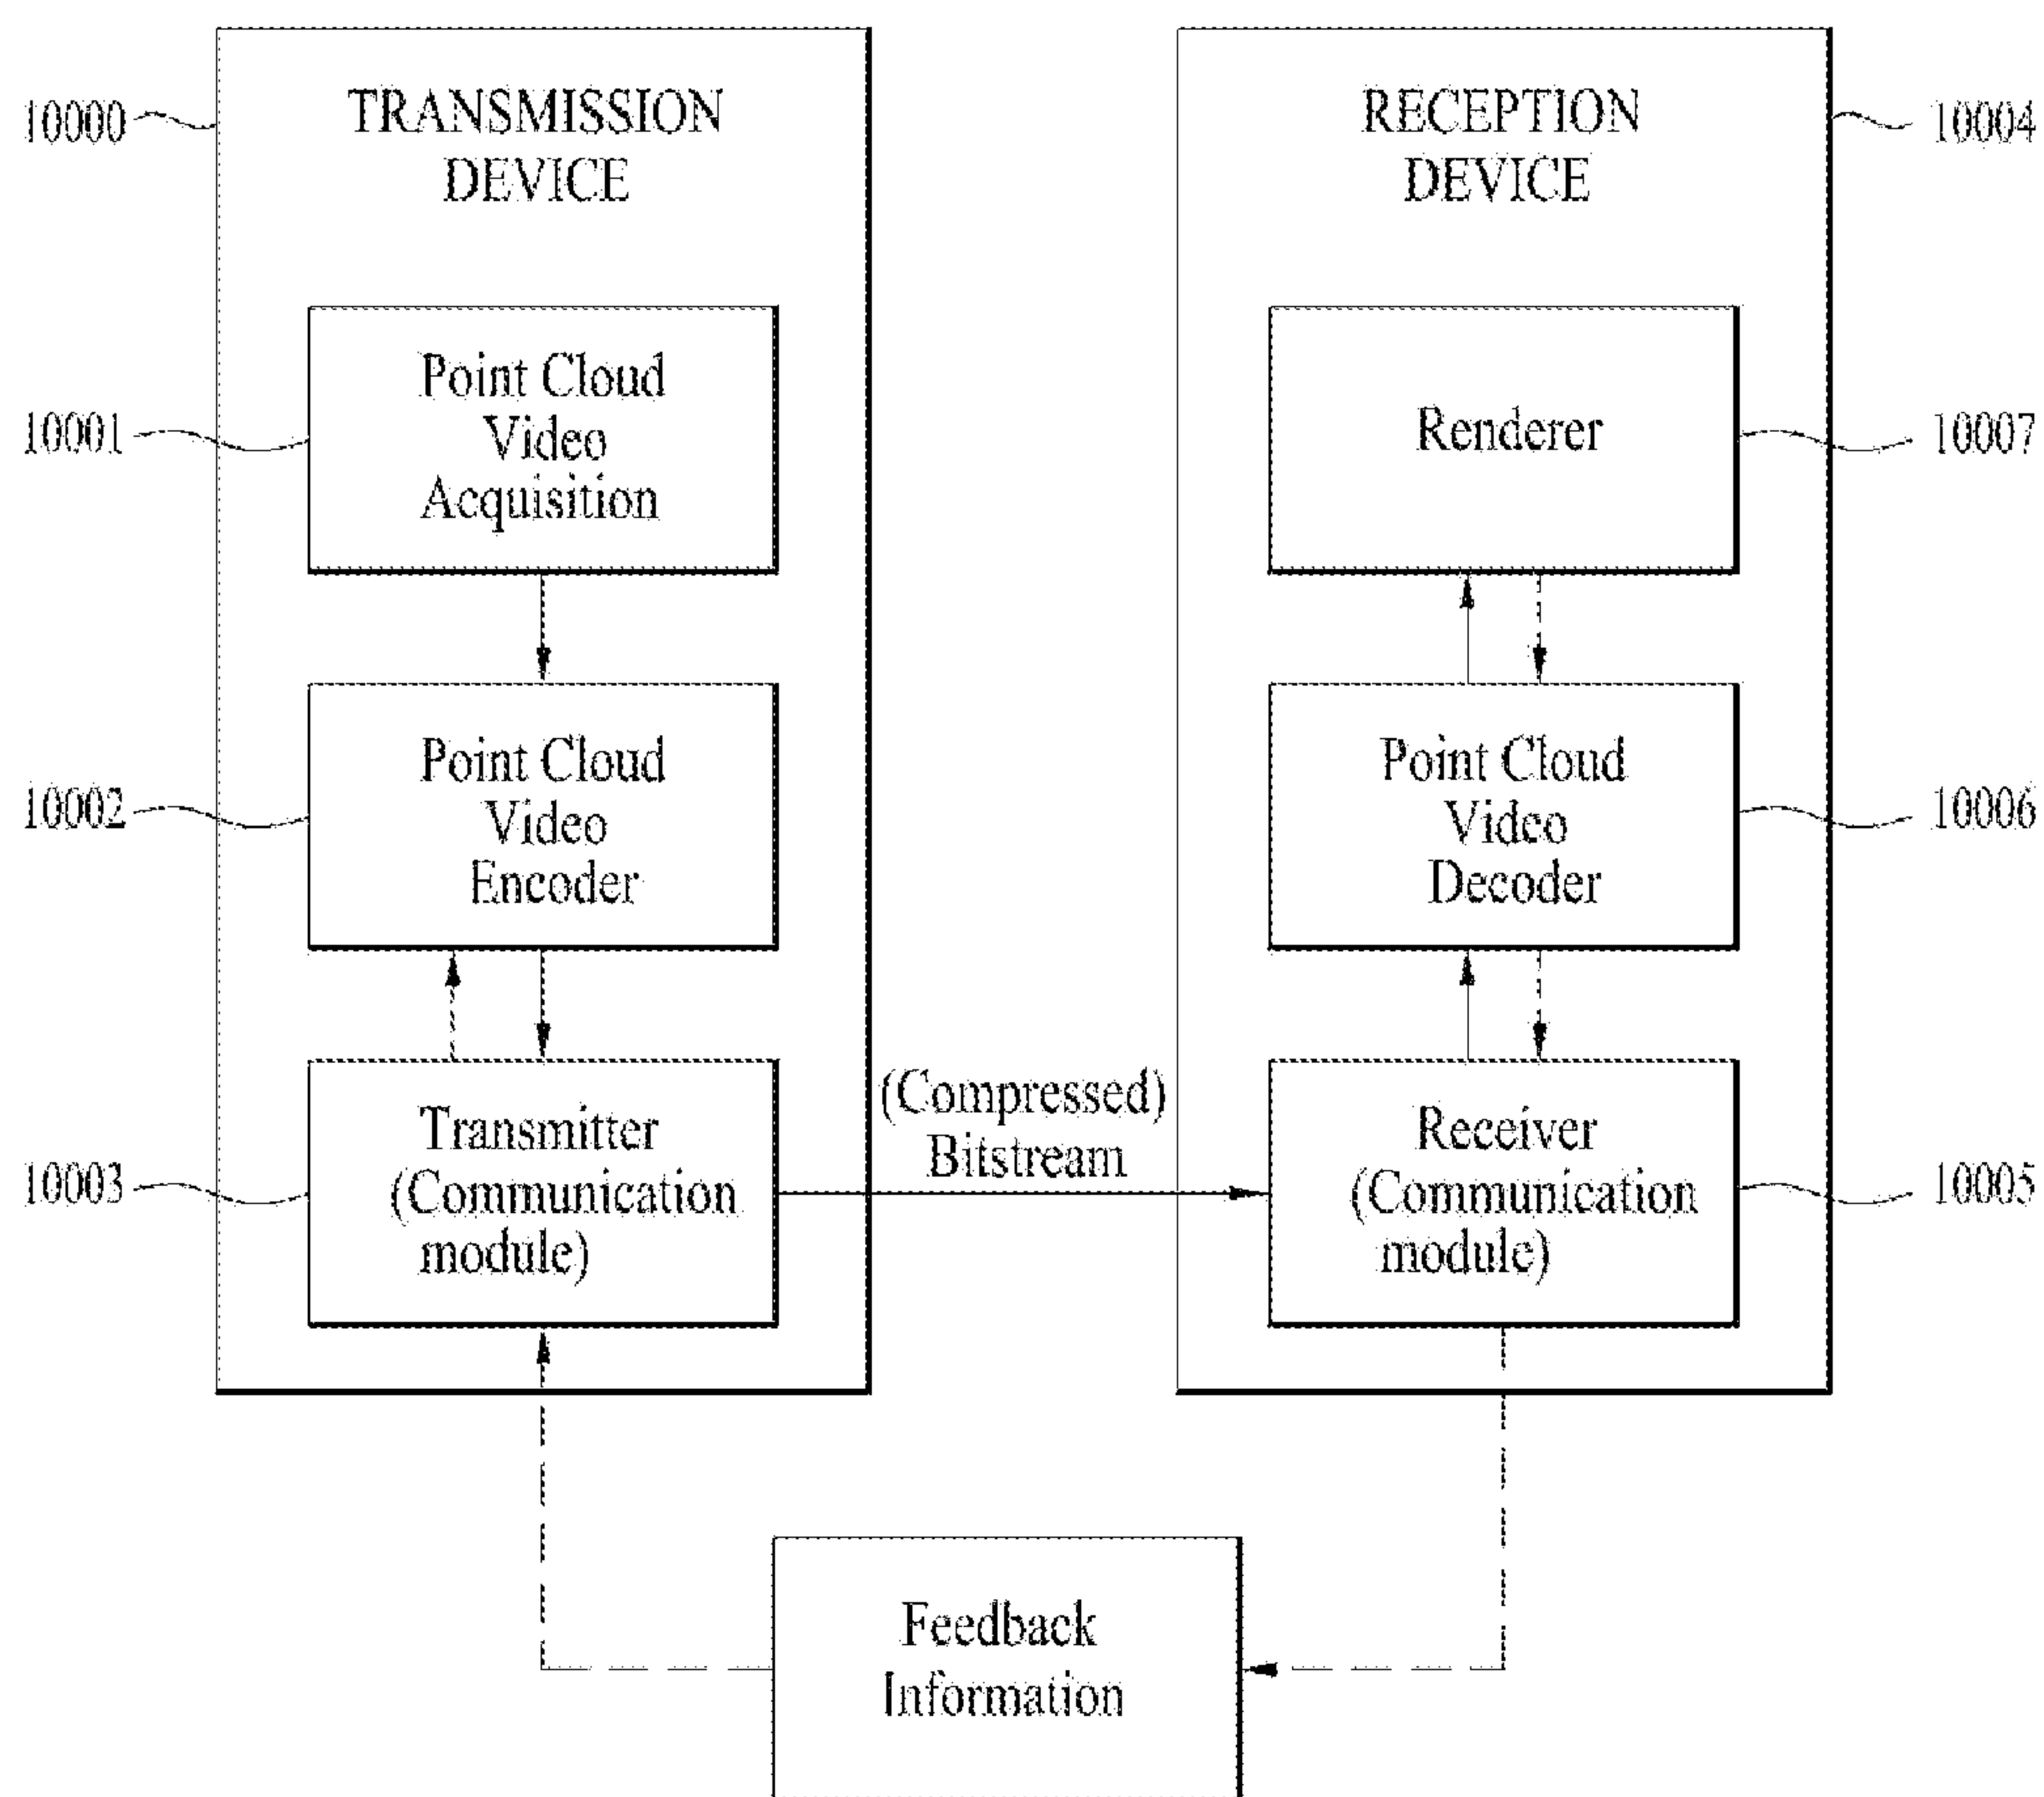 TRANSMISSION
DEVICE
10000
Point Cloud
Video
Acquisition
10001
Point Cloud
Video
Encoder
10002
Transmitter
(Communication
module)
10003
(Compressed)
Bitstream
RECEPTION
DEVICE
10004
Renderer
10007
Point Cloud
Video
Decoder
10006
Receiver
(Communication
module)
10005
Feedback
Information